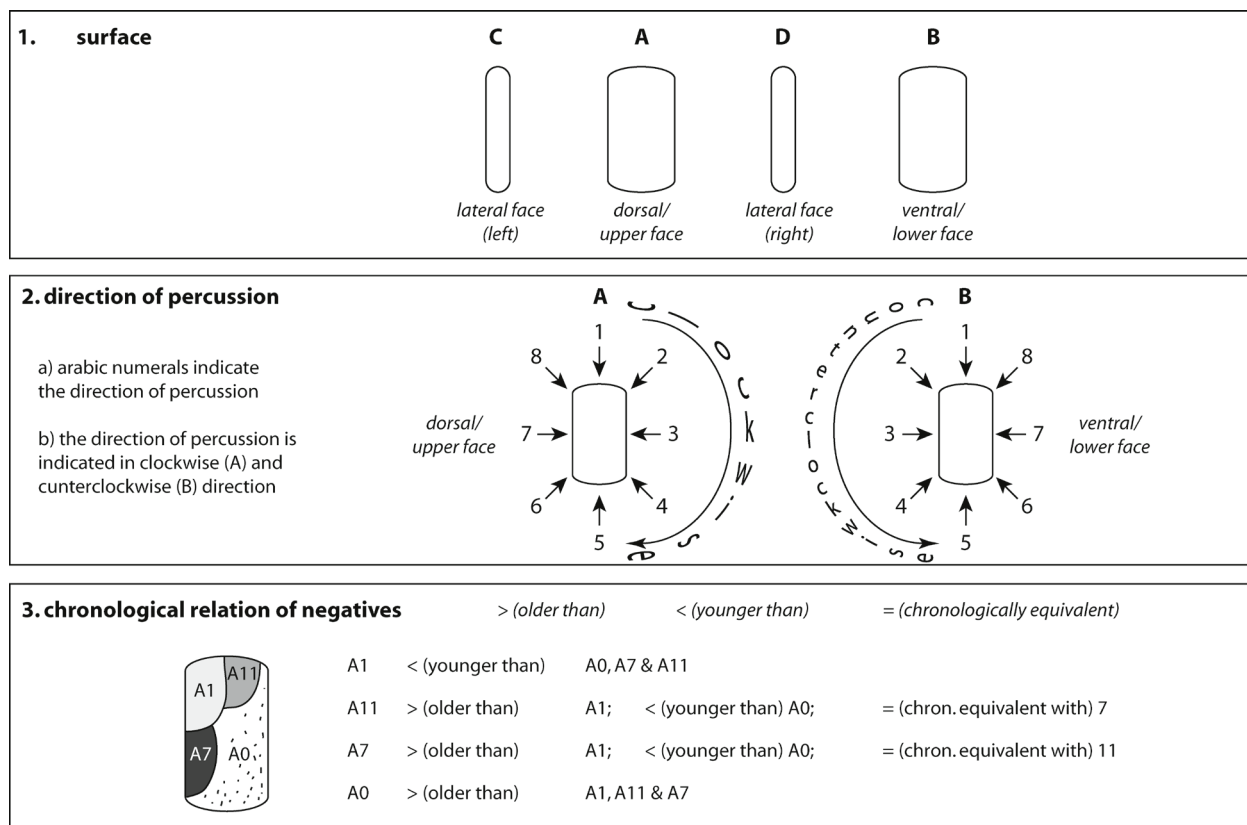 1. surface
C A D B
lateral face dorsal/ lateral face ventral/
(left) upper face (right) lower face
2. direction of percussion
a) arabic numerals indicate
the direction of percussion
b) the direction of percussion is
indicated in clockwise (A) and
cunterclockwise (B) direction
dorsal/
upper face
A
1
8 2
7 3
6 4
5
Clockwise
counterclockwise
B
1
2 8
3 7
4 6
5
ventral/
lower face
3. chronological relation of negatives > (older than) < (younger than) = (chronologically equivalent)
A11
A1
A7 A0
A1 < (younger than) A0, A7 & A11
A11 > (older than) A1; < (younger than) A0; = (chron. equivalent with) 7
A7 > (older than) A1; < (younger than) A0; = (chron. equivalent with) 11
A0 > (older than) A1, A11 & A7